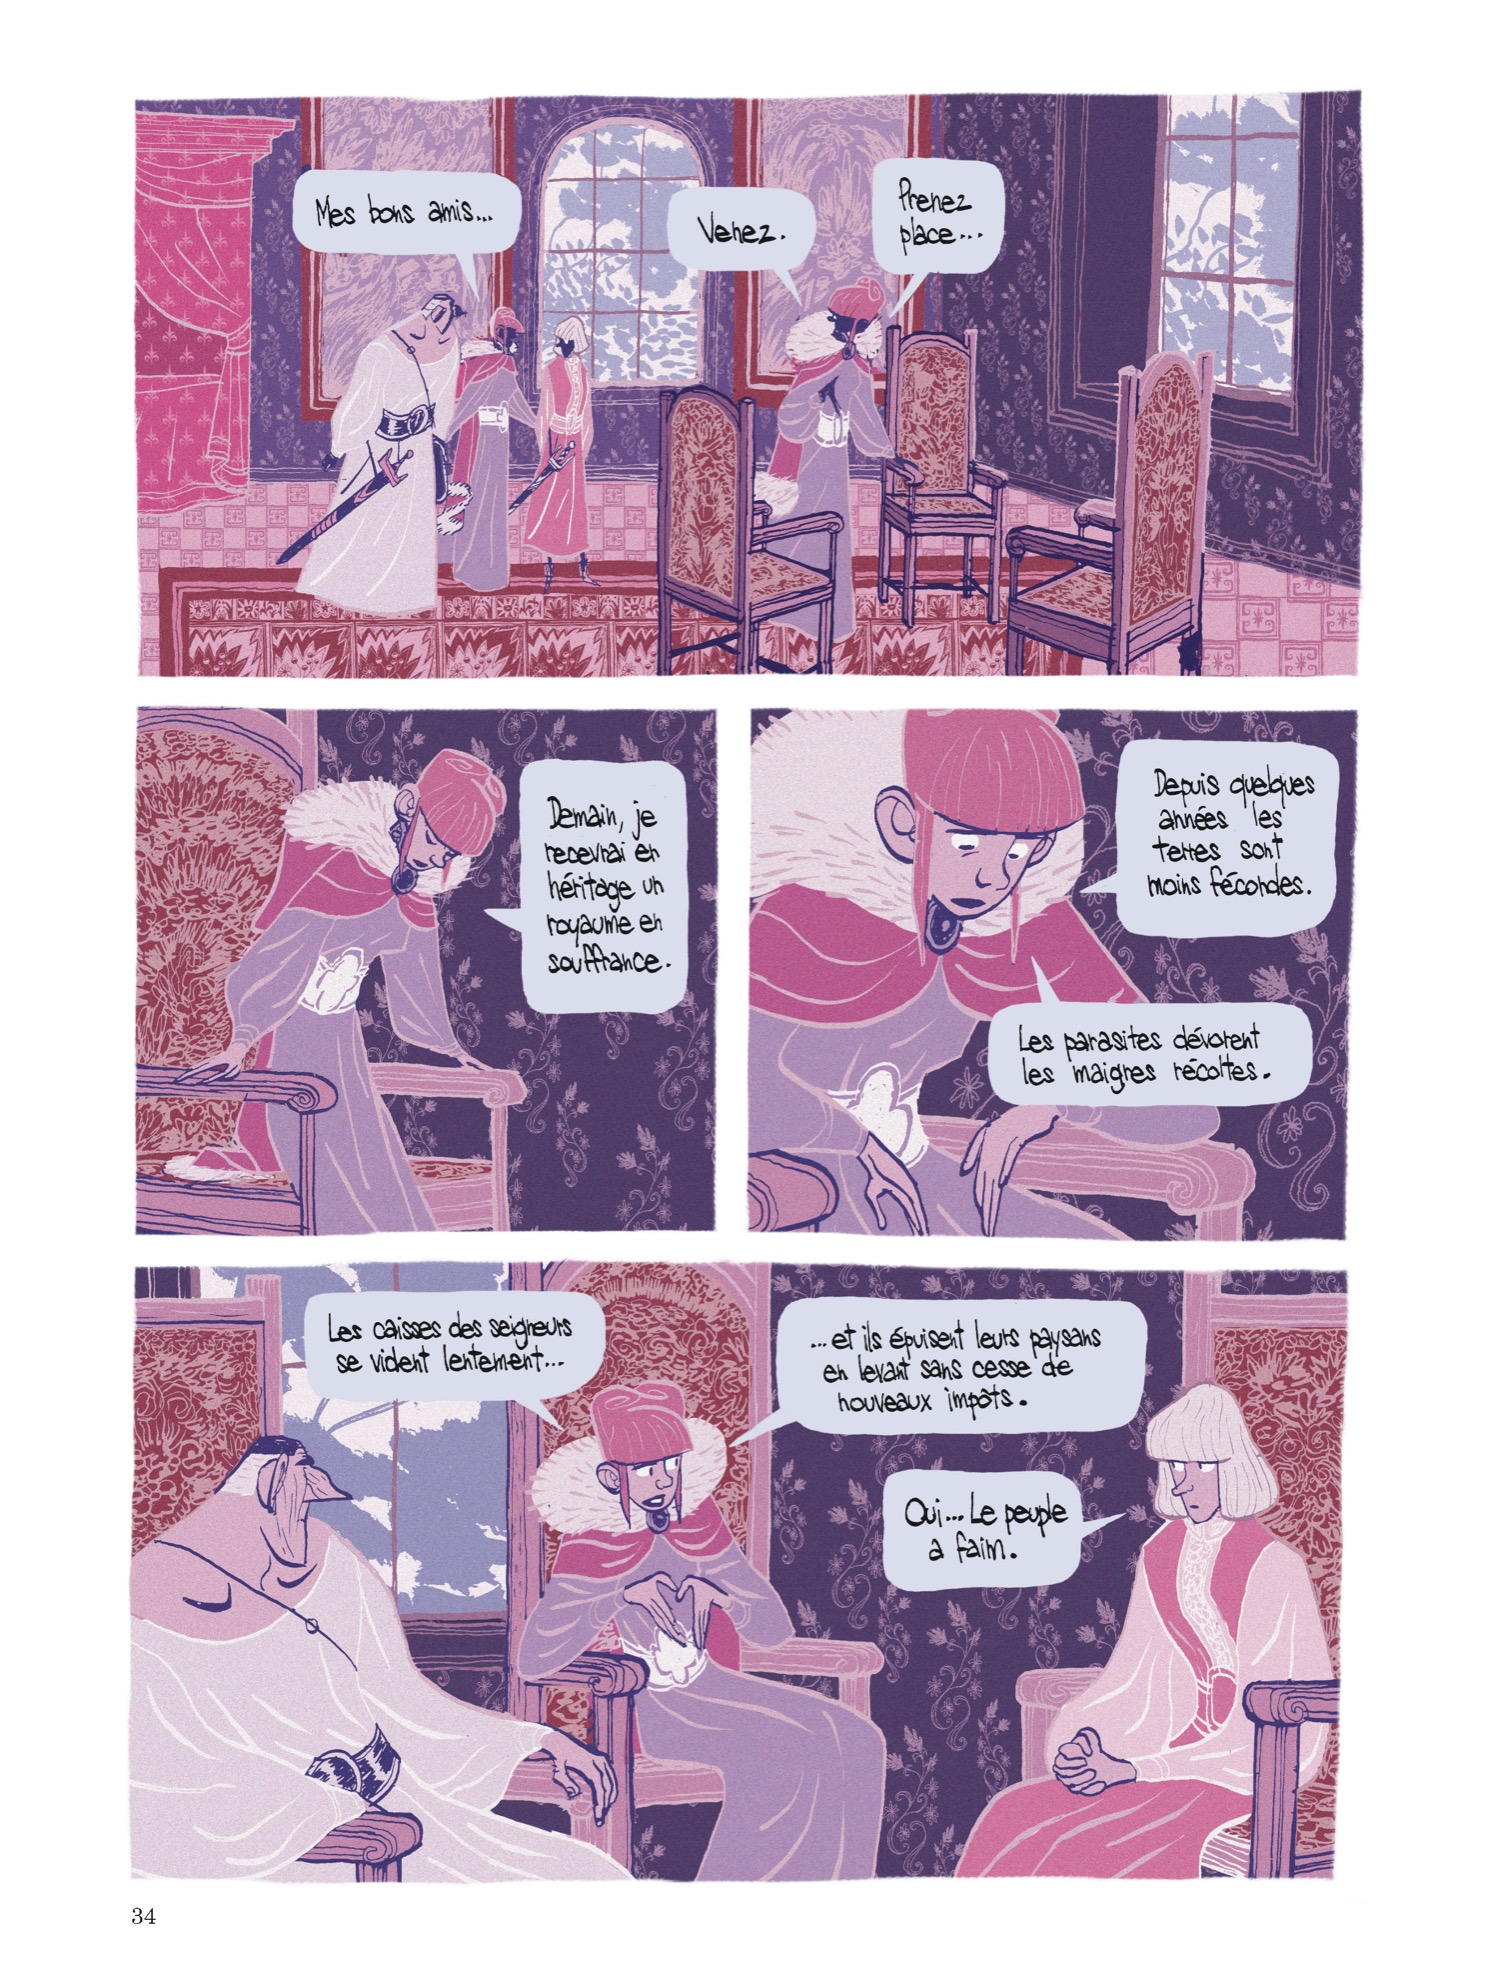 Mes bons amis...
Venez.
Prenez
place...
Demain, je
recevrai en
héritage un
royaume en
souffrance.
Depuis quelques
années les
terres sont
moins fécondes.
Les parasites dévorent
les maigres récoltes.
Les caisses des seigneurs
se vident lentement...
...et ils épuisent leurs paysans
en levant sans cesse de
nouveaux impôts.
Oui... Le peuple
a faim.
34